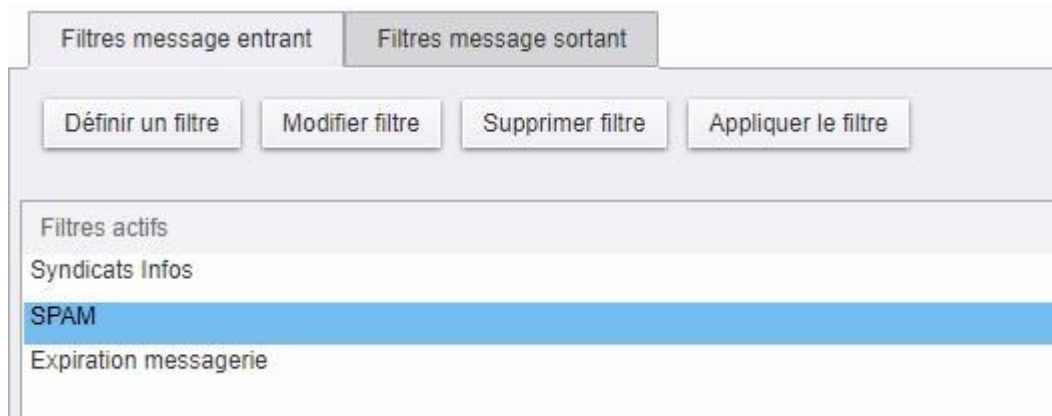 Filtres message entrant Filtres message sortant
Définir un filtre Modifier filtre Supprimer filtre Appliquer le filtre
Filtres actifs
Syndicats Infos
SPAM
Expiration messagerie